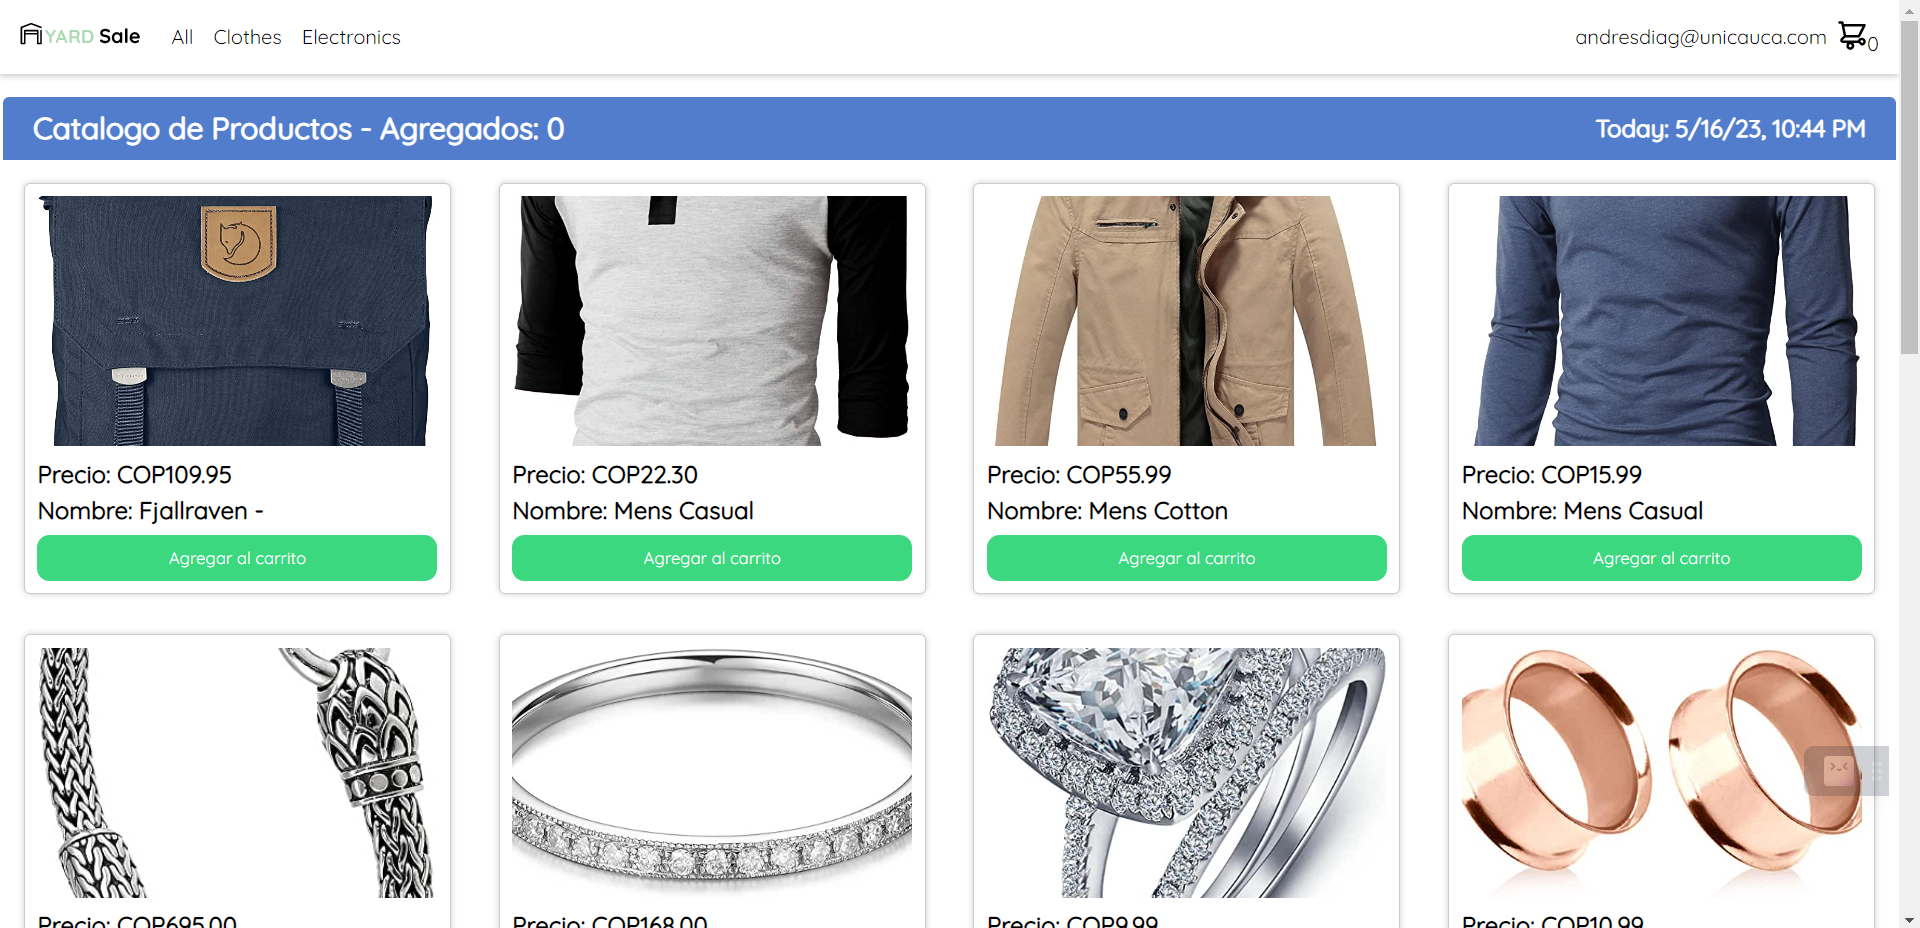 YARD Sale All Clothes Electronics andresdiag@unicauca.com 0
Catalogo de Productos - Agregados: 0 Today: 5/16/23, 10:44 PM
Precio: COP109.95
Nombre: Fjallraven -
Agregar al carrito
Precio: COP22.30
Nombre: Mens Casual
Agregar al carrito
Precio: COP55.99
Nombre: Mens Cotton
Agregar al carrito
Precio: COP15.99
Nombre: Mens Casual
Agregar al carrito
Precio: COP695.00
Precio: COP168.00
Precio: COP9.99
Precio: COP10.99